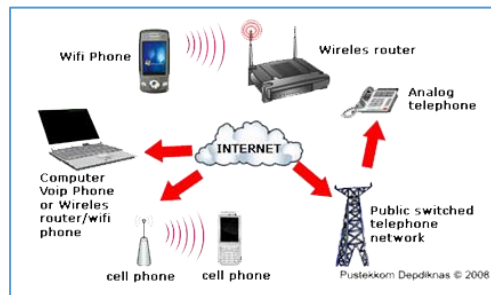 Wifi Phone
Wireles router
Analog
telephone
INTERNET
Computer
Voip Phone
or Wireles
router/wifi
phone
Public switched
telephone
network
cell phone
cell phone
Pustekkom Depdiknas © 2008